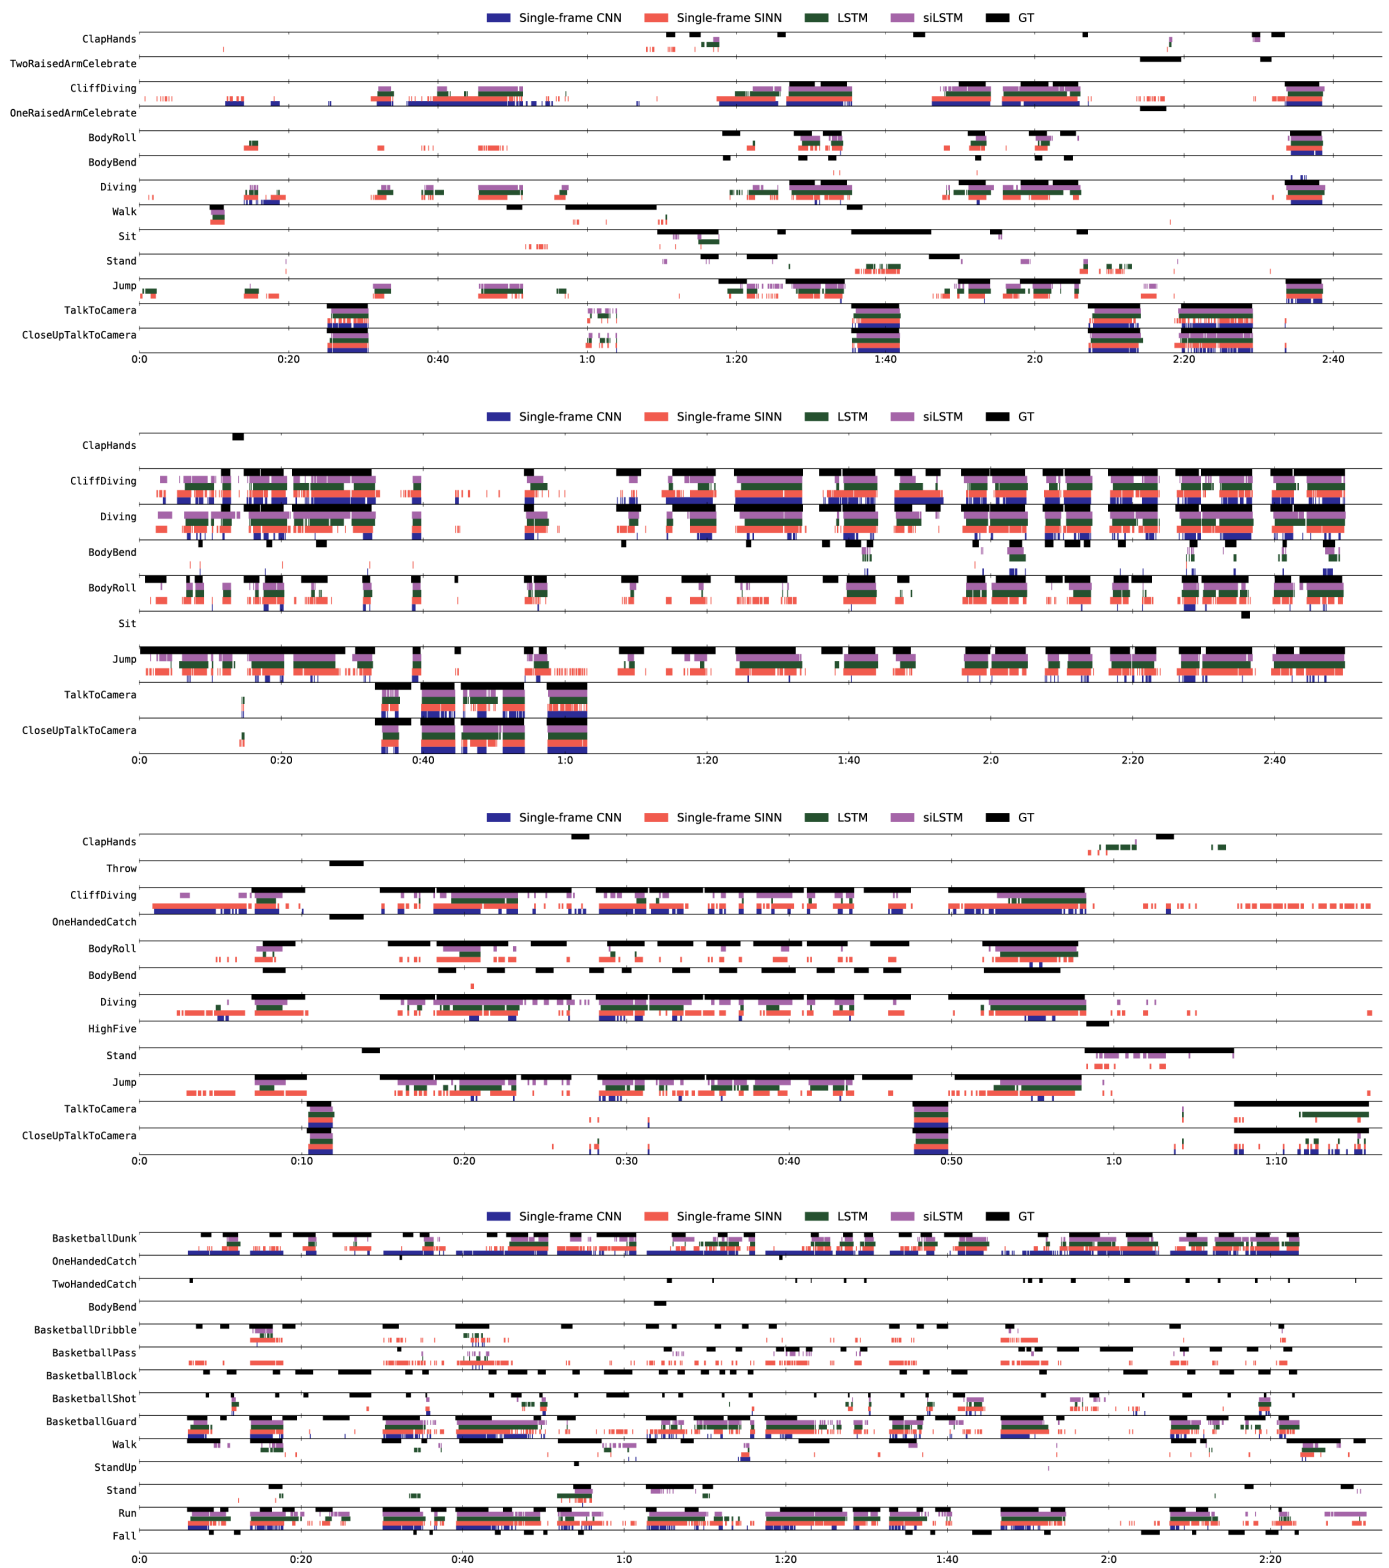 Single-frame CNN Single-frame SINN LSTM siLSTM GT
ClapHands
TwoRaisedArmCelebrate
CliffDiving
OneRaisedArmCelebrate
BodyRoll
BodyBend
Diving
Walk
Sit
Stand
Jump
TalkToCamera
CloseUpTalkToCamera
0:0 0:20 0:40 1:0 1:20 1:40 2:0 2:20 2:40
Single-frame CNN Single-frame SINN LSTM siLSTM GT
ClapHands
CliffDiving
Diving
BodyBend
BodyRoll
Sit
Jump
TalkToCamera
CloseUpTalkToCamera
0:0 0:20 0:40 1:0 1:20 1:40 2:0 2:20 2:40
Single-frame CNN Single-frame SINN LSTM siLSTM GT
ClapHands
Throw
CliffDiving
OneHandedCatch
BodyRoll
BodyBend
Diving
HighFive
Stand
Jump
TalkToCamera
CloseUpTalkToCamera
0:0 0:10 0:20 0:30 0:40 0:50 1:0 1:10
Single-frame CNN Single-frame SINN LSTM siLSTM GT
BasketballDunk
OneHandedCatch
TwoHandedCatch
BodyBend
BasketballDribble
BasketballPass
BasketballBlock
BasketballShot
BasketballGuard
Walk
StandUp
Stand
Run
Fall
0:0 0:20 0:40 1:0 1:20 1:40 2:0 2:20